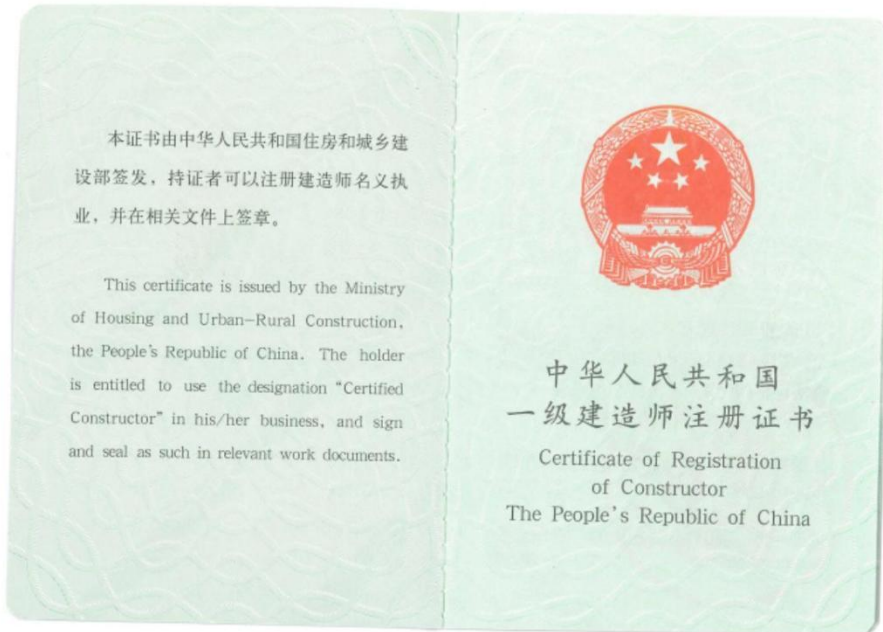 本证书由中华人民共和国住房和城乡建
设部签发，持证者可以注册建造师名义执
业，并在相关文件上签章。
This certificate is issued by the Ministry
of Housing and Urban-Rural Construction,
the People's Republic of China. The holder
is entitled to use the designation “Certified
Constructor” in his/her business, and sign
and seal as such in relevant work documents.
中华人民共和国
一级建造师注册证书
Certificate of Registration
of Constructor
The People's Republic of China